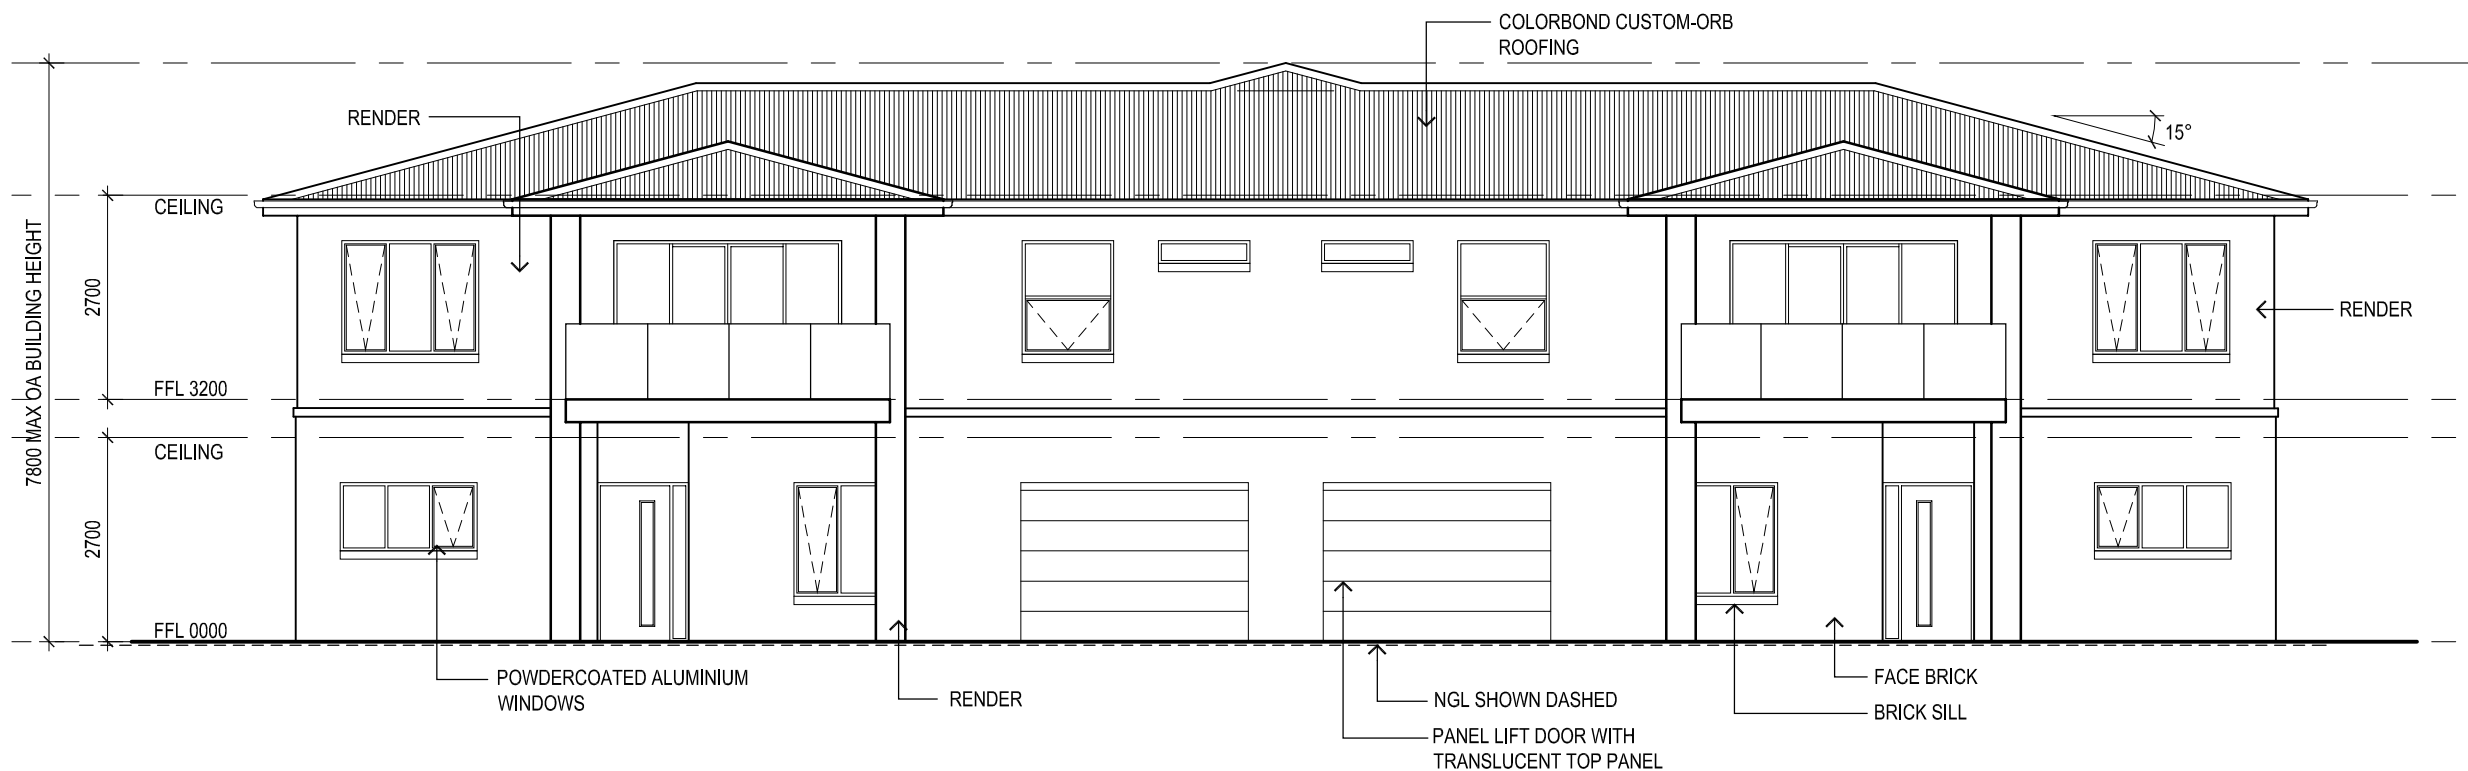 COLORBOND CUSTOM-ORB
ROOFING
RENDER
15°
CEILING
7800 MAX OA BUILDING HEIGHT
2700
RENDER
FFL 3200
CEILING
2700
FFL 0000
POWDERCOATED ALUMINIUM
WINDOWS
RENDER
NGL SHOWN DASHED
PANEL LIFT DOOR WITH
TRANSLUCENT TOP PANEL
FACE BRICK
BRICK SILL